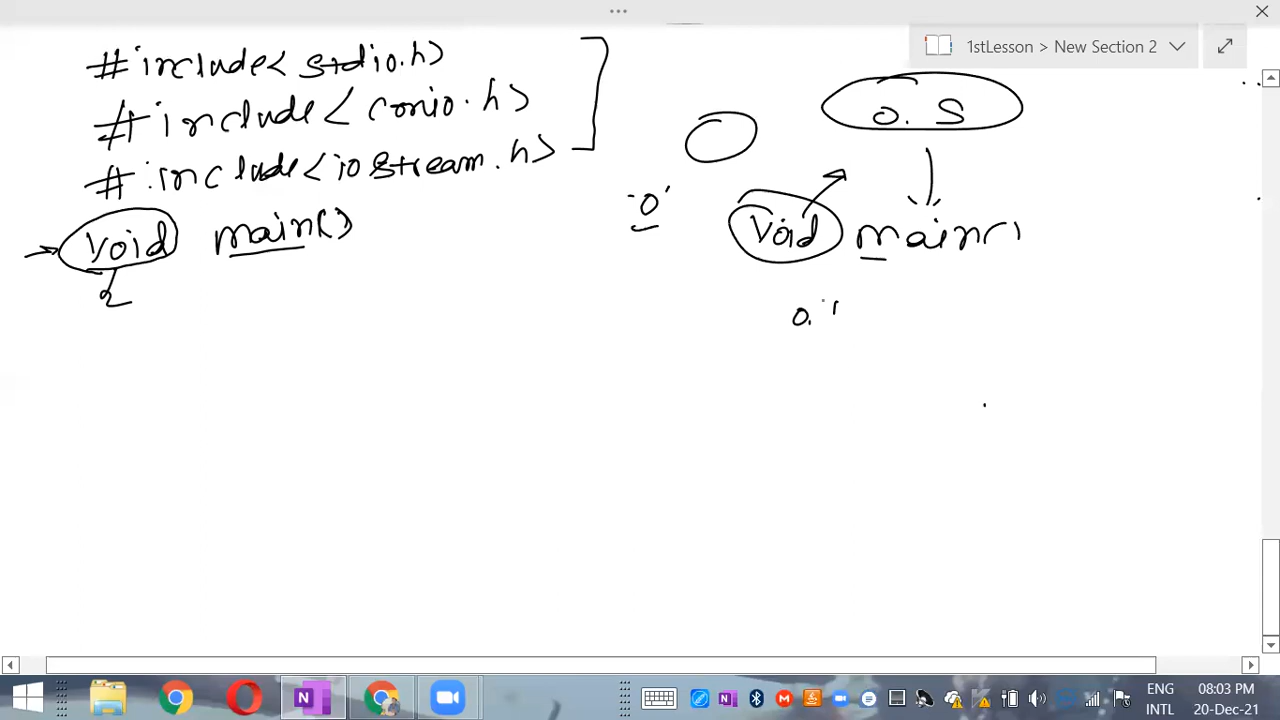 1stLesson > New Section 2
#include< stdio.h>
#include< conio.h>
#include<iostream.h>
void main()
O. S
void main()
'0'
ENG
INTL
08:03 PM
20-Dec-21